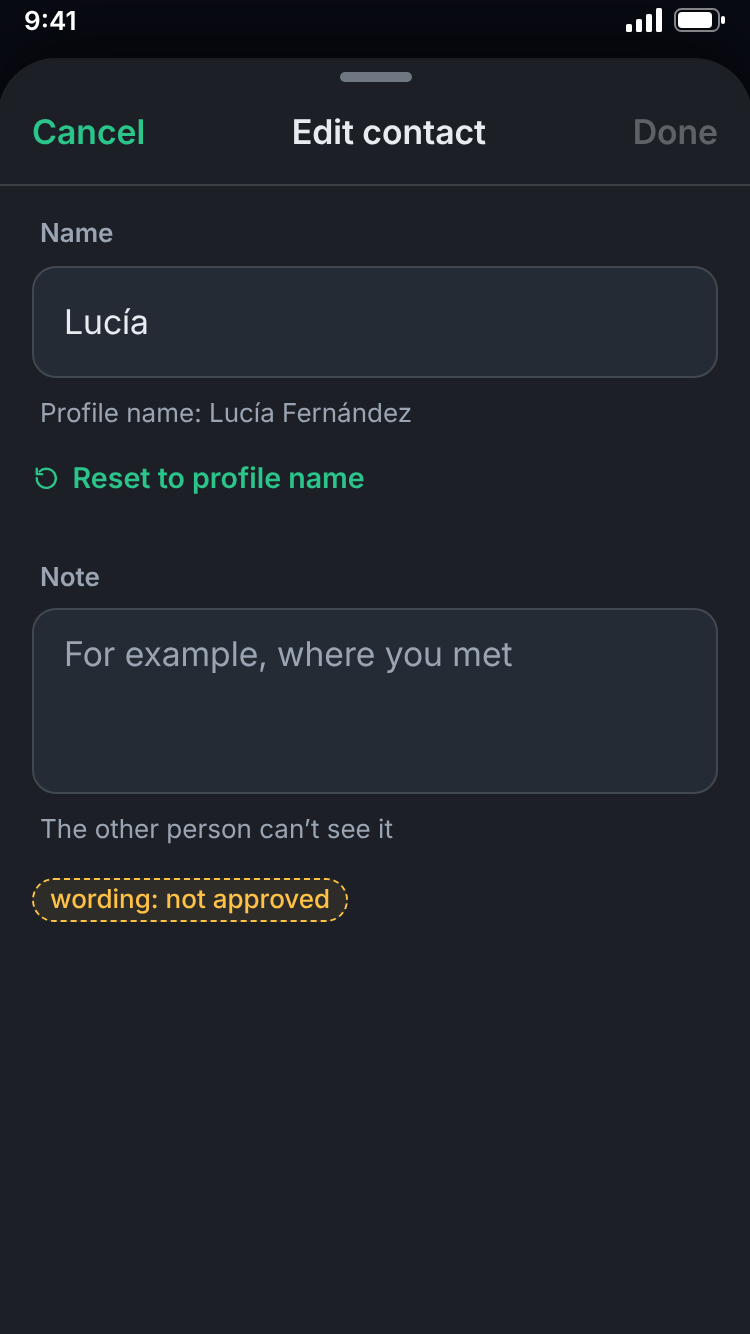 9:41
Cancel
Edit contact
Done
Name
Lucía
Profile name: Lucía Fernández
Reset to profile name
Note
For example, where you met
The other person can’t see it
wording: not approved